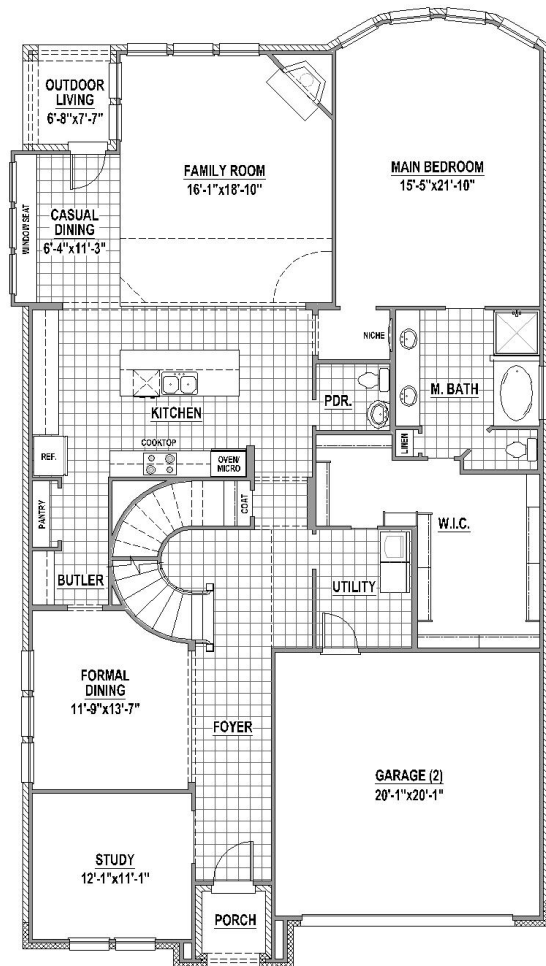 OUTDOOR
LIVING
6'-8"x7'-7"
FAMILY ROOM
16'-1"x18'-10"
MAIN BEDROOM
15'-5"x21'-10"
WINDOW SEAT
CASUAL
DINING
6'-4"x11'-3"
NICHE
M. BATH
PDR.
KITCHEN
COOKTOP
REF.
OVEN/
MICRO
LINEN
PANTRY
COAT
W.I.C.
BUTLER
UTILITY
FORMAL
DINING
11'-9"x13'-7"
FOYER
GARAGE (2)
20'-1"x20'-1"
STUDY
12'-1"x11'-1"
PORCH